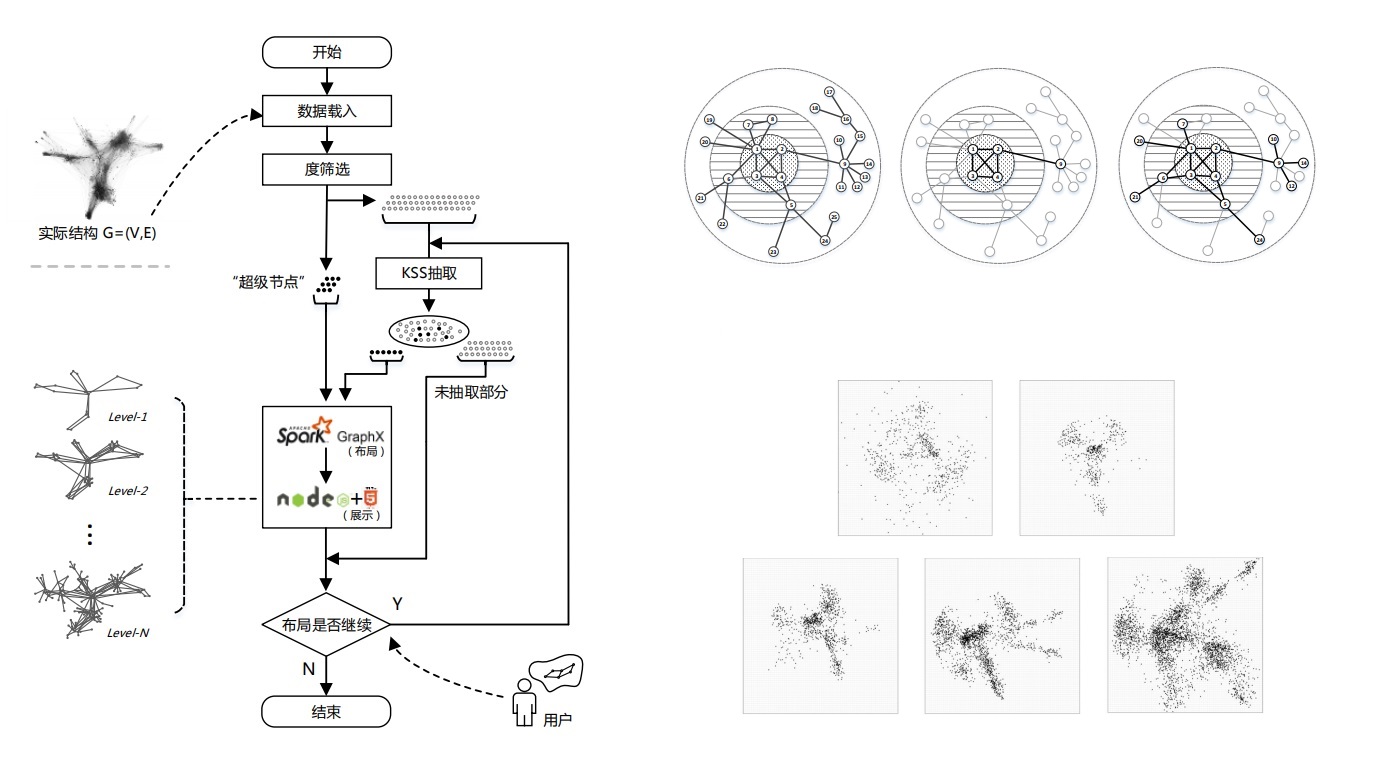 开始
数据载入
度筛选
实际结构 G=(V,E)
“超级节点”
KSS抽取
未抽取部分
APACHE
Spark
GraphX
(布局)
node
JS
+
5
(展示)
Level-1
Level-2
Level-N
布局是否继续
Y
N
结束
用户
17
18
16
19
7
8
20
10
15
1
2
9
14
13
3
4
6
11
12
21
5
22
25
24
23
1
2
9
3
4
7
20
10
1
2
9
14
6
3
4
12
21
5
24